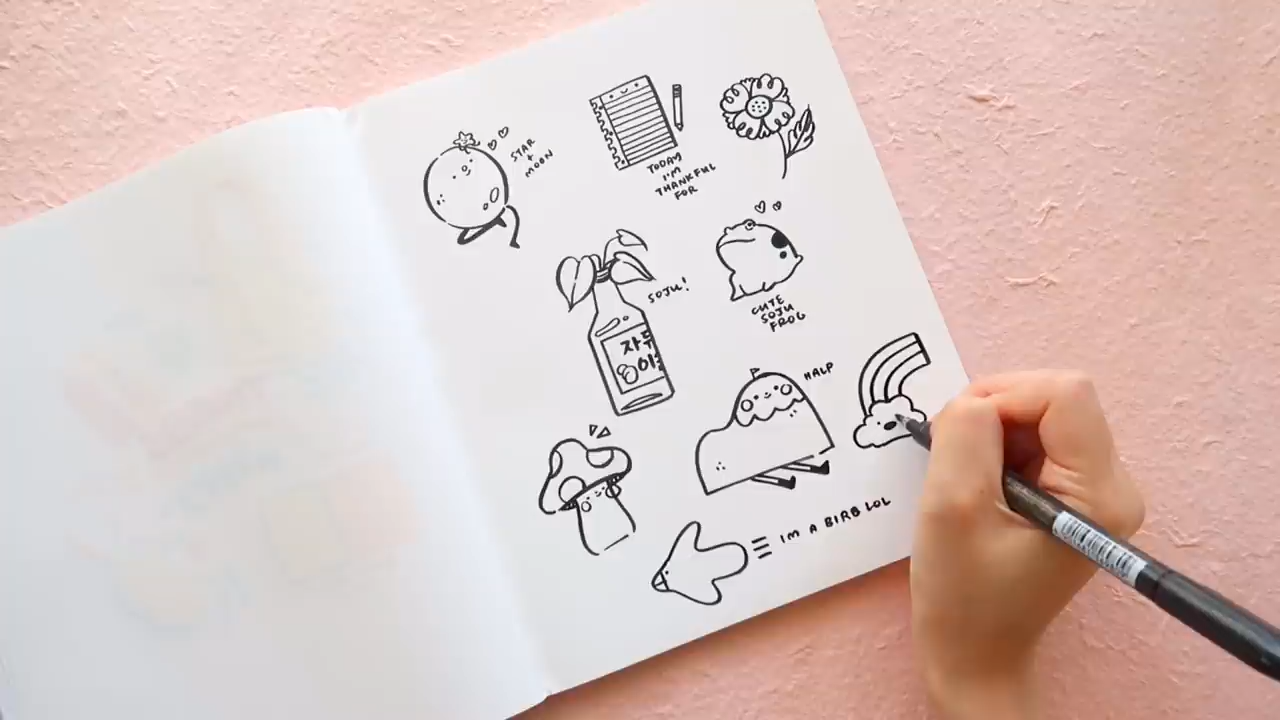 STAR
+
MOON
TODAY
I'M
THANKFUL
FOR
SOJU!
자두
이슬
CUTE
SOJU
FROG
HALP
IM A BIRB LOL